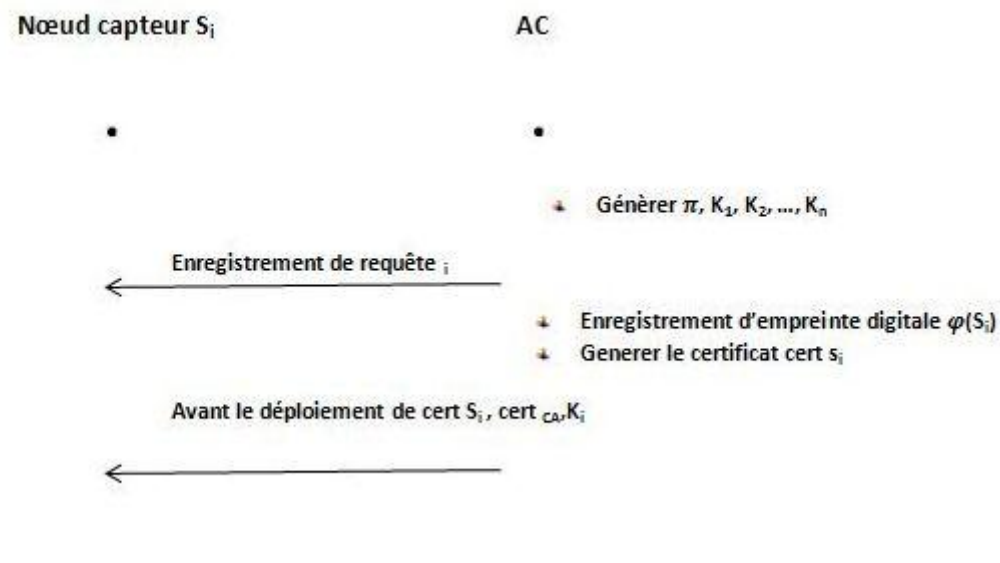 Nœud capteur Si
AC
Génèrer π, K1, K2, ..., Kn
Enregistrement de requête i
Enregistrement d'empreinte digitale φ(Si)
Generer le certificat cert si
Avant le déploiement de cert Si, cert CA,Ki